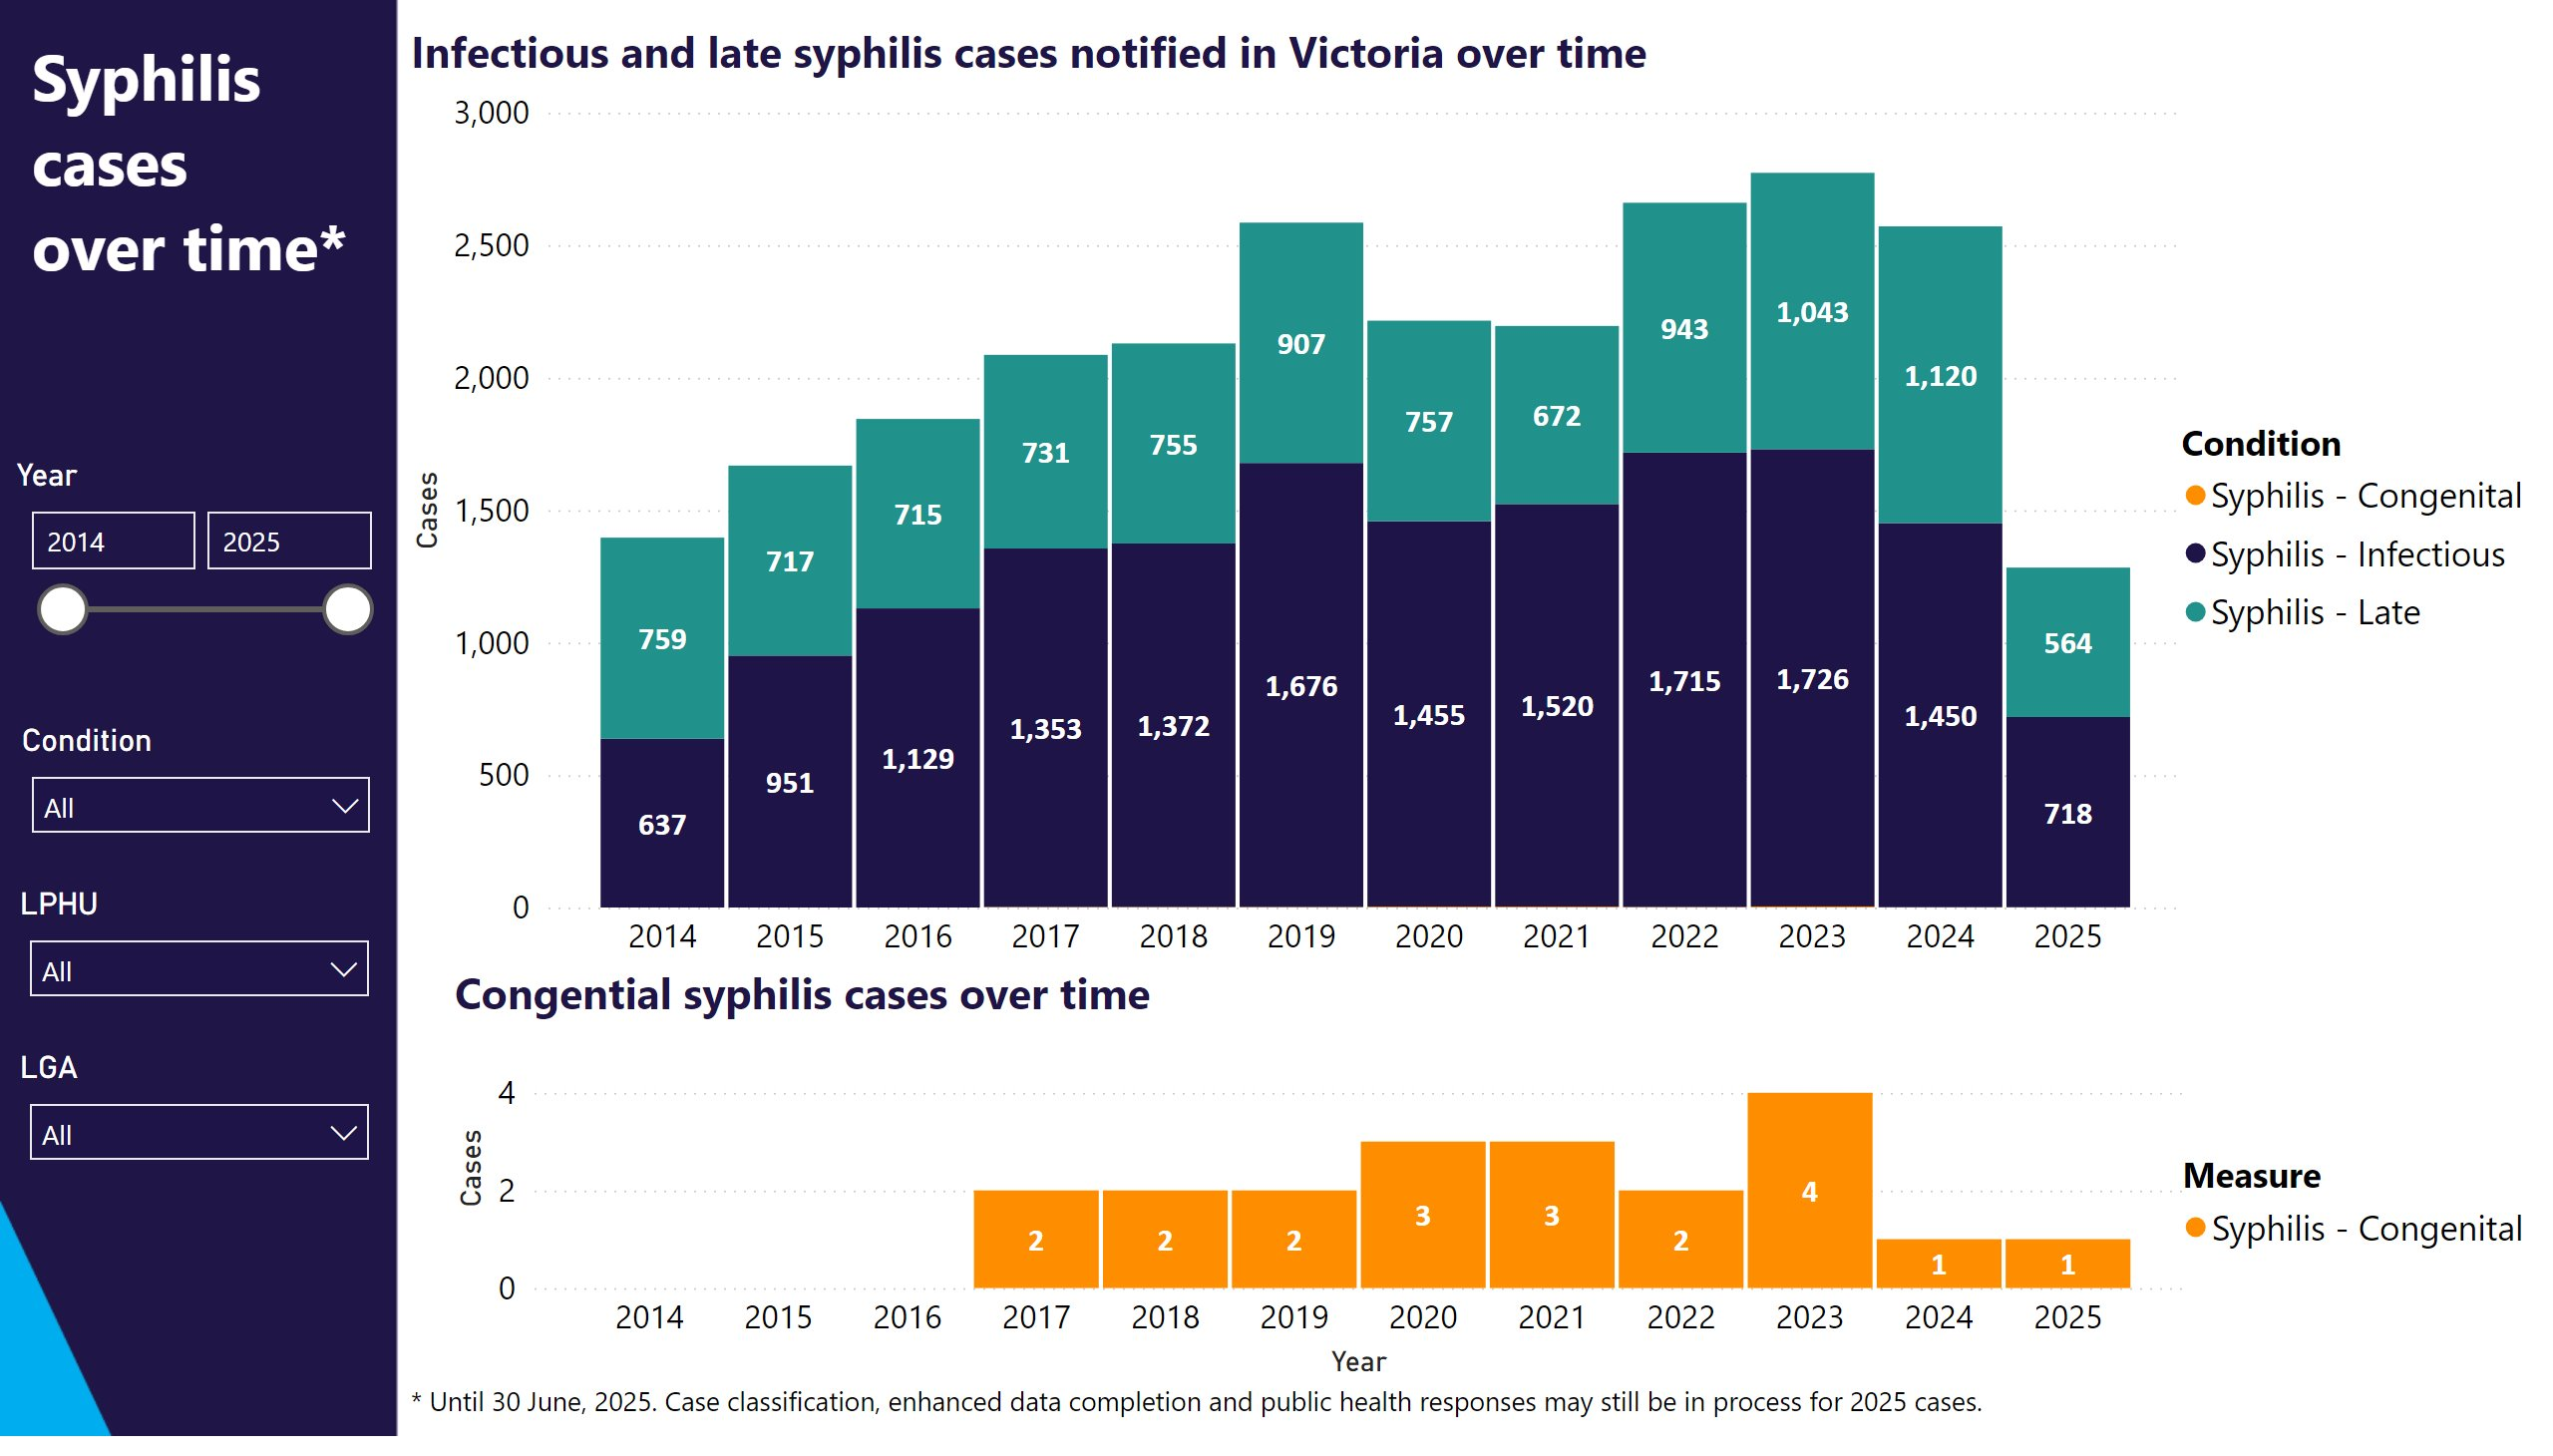 Syphilis
cases
over time*
Year
2014
2025
Condition
All
LPHU
All
LGA
All
Infectious and late syphilis cases notified in Victoria over time
3,000
2,500
2,000
1,500
1,000
500
0
Cases
759
717
715
731
755
907
757
672
943
1,043
1,120
564
637
951
1,129
1,353
1,372
1,676
1,455
1,520
1,715
1,726
1,450
718
2014 2015 2016 2017 2018 2019 2020 2021 2022 2023 2024 2025
Condition
Syphilis - Congenital
Syphilis - Infectious
Syphilis - Late
Congential syphilis cases over time
4
2
0
Cases
2
2
2
3
3
2
4
1
1
2014 2015 2016 2017 2018 2019 2020 2021 2022 2023 2024 2025
Year
Measure
Syphilis - Congenital
* Until 30 June, 2025. Case classification, enhanced data completion and public health responses may still be in process for 2025 cases.